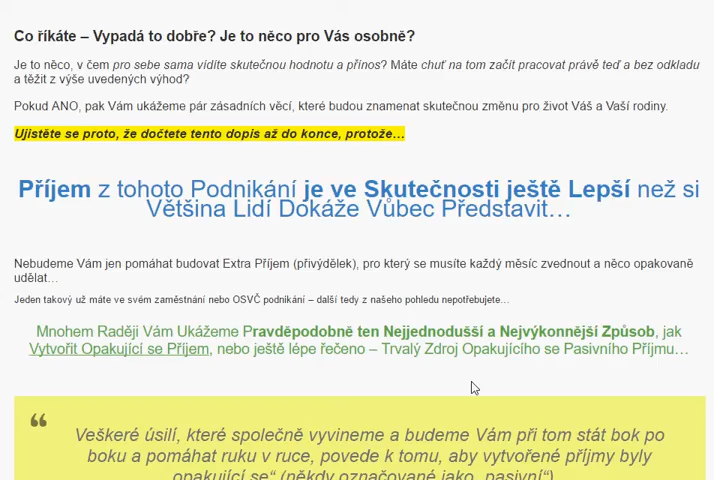 Co říkáte – Vypadá to dobře? Je to něco pro Vás osobně?
Je to něco, v čem pro sebe sama vidíte skutečnou hodnotu a přínos? Máte chuť na tom začít pracovat právě teď a bez odkladu
a těžit z výše uvedených výhod?
Pokud ANO, pak Vám ukážeme pár zásadních věcí, které budou znamenat skutečnou změnu pro život Váš a Vaší rodiny.
Ujistěte se proto, že dočtete tento dopis až do konce, protože…
Příjem z tohoto Podnikání je ve Skutečnosti ještě Lepší než si
Většina Lidí Dokáže Vůbec Představit…
Nebudeme Vám jen pomáhat budovat Extra Příjem (přivýdělek), pro který se musíte každý měsíc zvednout a něco opakovaně
udělat…
Jeden takový už máte ve svém zaměstnání nebo OSVČ podnikání – další tedy z našeho pohledu nepotřebujete…
Mnohem Raději Vám Ukážeme Pravděpodobně ten Nejjednodušší a Nejvýkonnější Způsob, jak
Vytvořit Opakující se Příjem, nebo ještě lépe řečeno – Trvalý Zdroj Opakujícího se Pasivního Příjmu…
“
Veškeré úsilí, které společně vyvineme a budeme Vám při tom stát bok po
boku a pomáhat ruku v ruce, povede k tomu, aby vytvořené příjmy byly
opakující se“ (někdy označované jako „pasivní“)